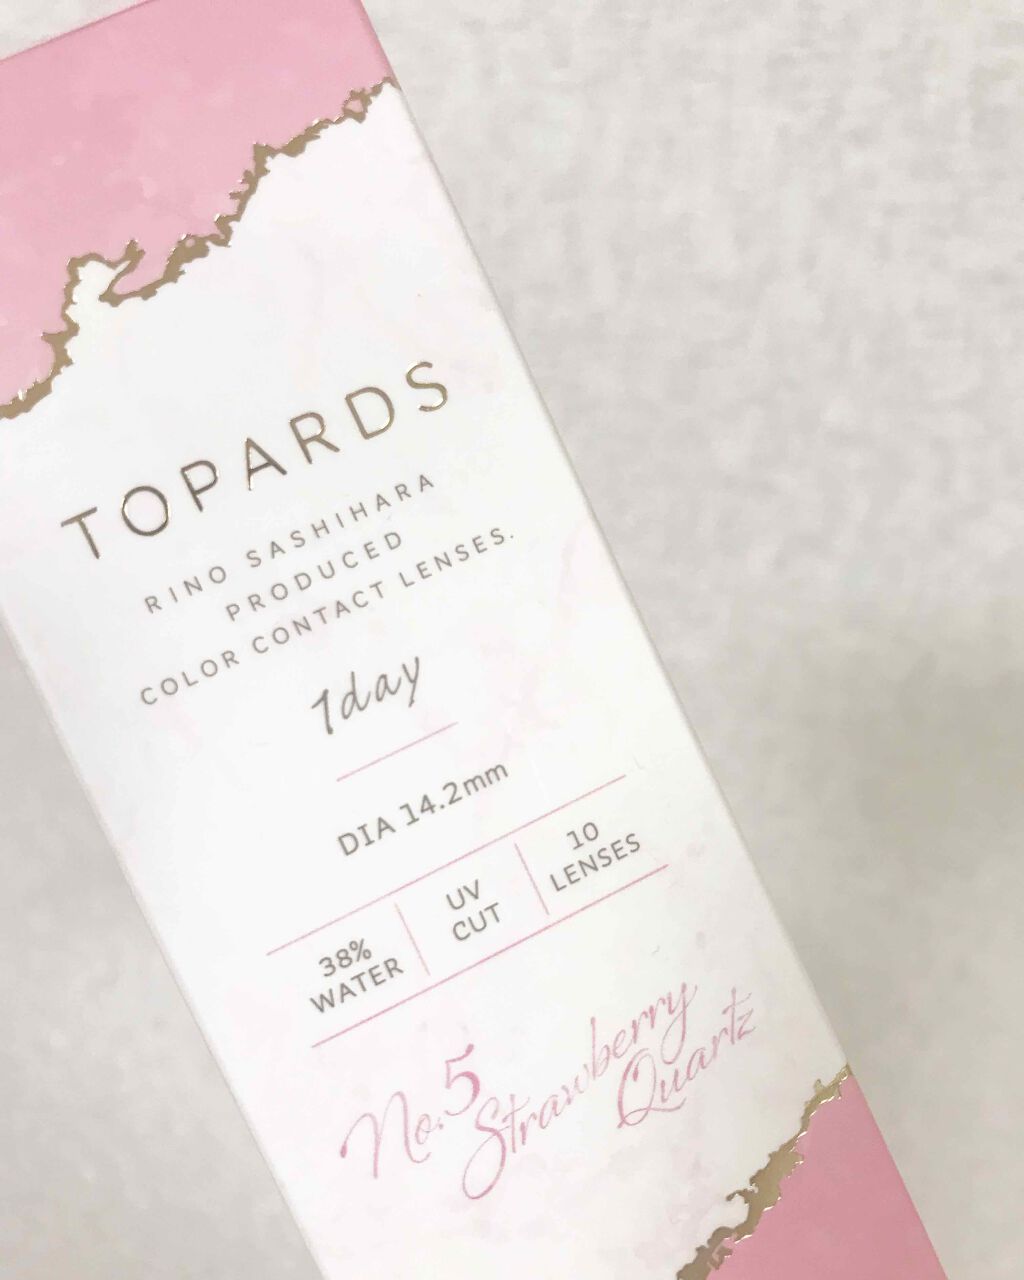 TOPARDS
RINO SASHIHARA
PRODUCED
COLOR CONTACT LENSES.
1day
DIA 14.2mm
38%
WATER
UV
CUT
10
LENSES
No.5
Strawberry
Quartz